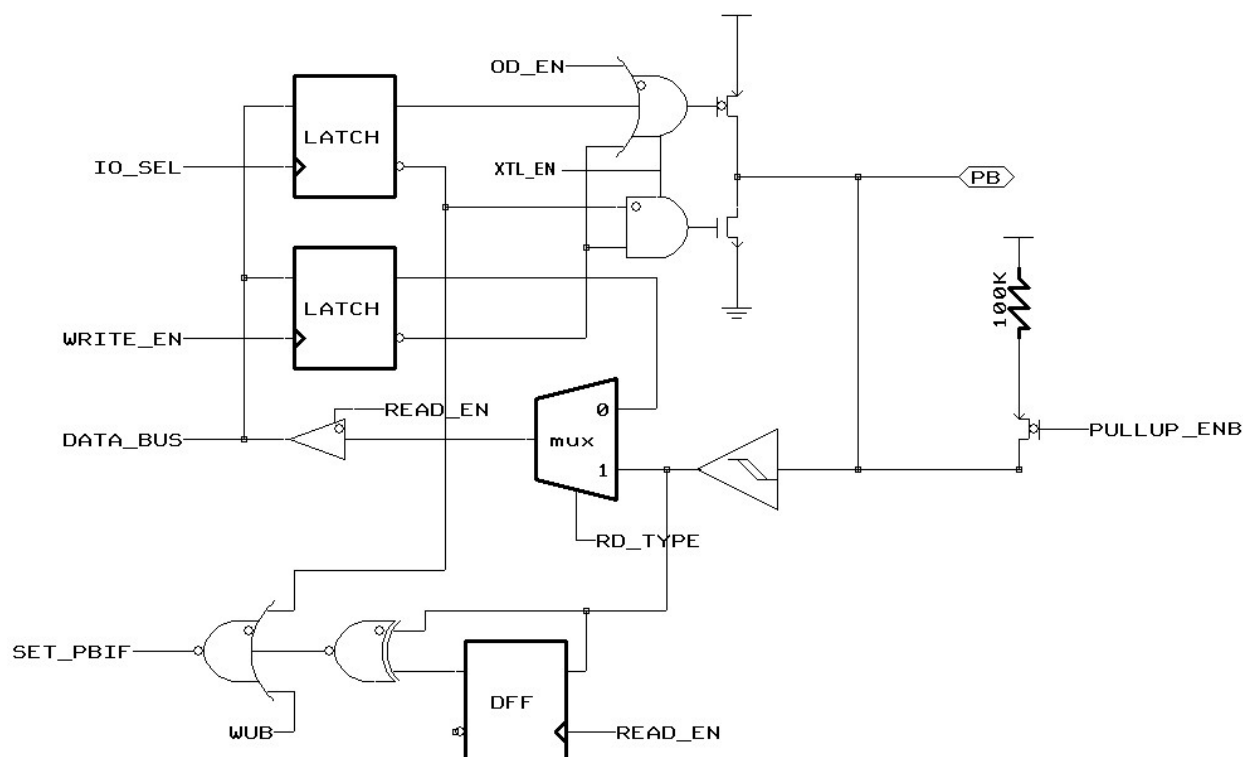 OD_EN
LATCH
IO_SEL
XTL_EN
PB
LATCH
100K
WRITE_EN
READ_EN
0
DATA_BUS
mux
PULLUP_ENB
1
RD_TYPE
SET_PBIF
DFF
WUB
READ_EN